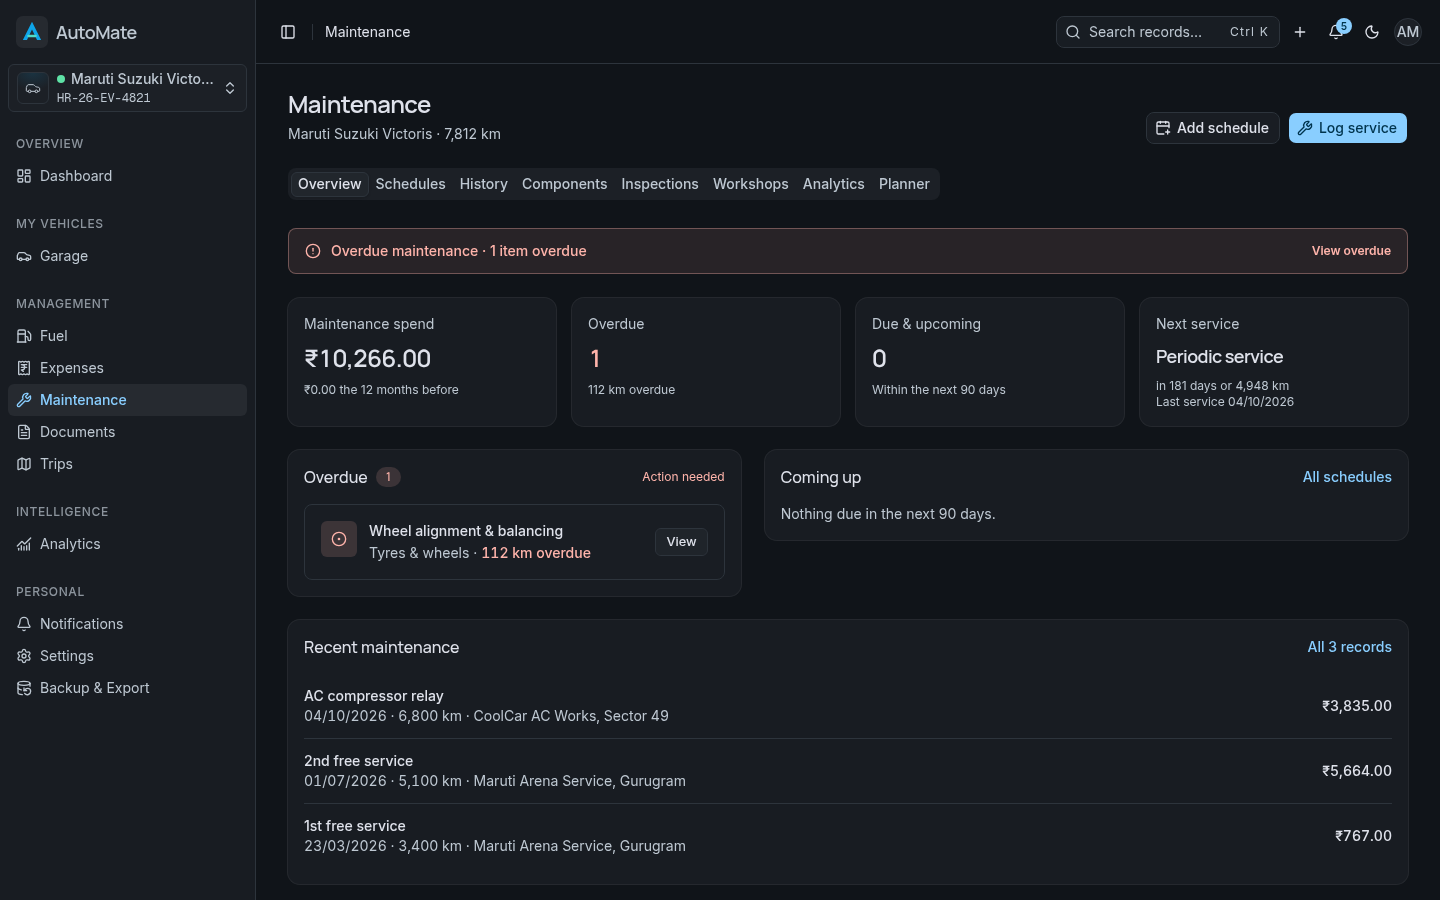 AutoMate
Maruti Suzuki Victo...
HR-26-EV-4821
OVERVIEW
Dashboard
MY VEHICLES
Garage
MANAGEMENT
Fuel
Expenses
Maintenance
Documents
Trips
INTELLIGENCE
Analytics
PERSONAL
Notifications
Settings
Backup & Export
Maintenance
Search records... Ctrl K
5
AM
Maintenance
Maruti Suzuki Victoris · 7,812 km
Add schedule
Log service
Overview Schedules History Components Inspections Workshops Analytics Planner
Overdue maintenance · 1 item overdue
View overdue
Maintenance spend
₹10,266.00
₹0.00 the 12 months before
Overdue
1
112 km overdue
Due & upcoming
0
Within the next 90 days
Next service
Periodic service
in 181 days or 4,948 km
Last service 04/10/2026
Overdue 1
Action needed
Wheel alignment & balancing
Tyres & wheels · 112 km overdue
View
Coming up
All schedules
Nothing due in the next 90 days.
Recent maintenance
All 3 records
AC compressor relay
04/10/2026 · 6,800 km · CoolCar AC Works, Sector 49
₹3,835.00
2nd free service
01/07/2026 · 5,100 km · Maruti Arena Service, Gurugram
₹5,664.00
1st free service
23/03/2026 · 3,400 km · Maruti Arena Service, Gurugram
₹767.00